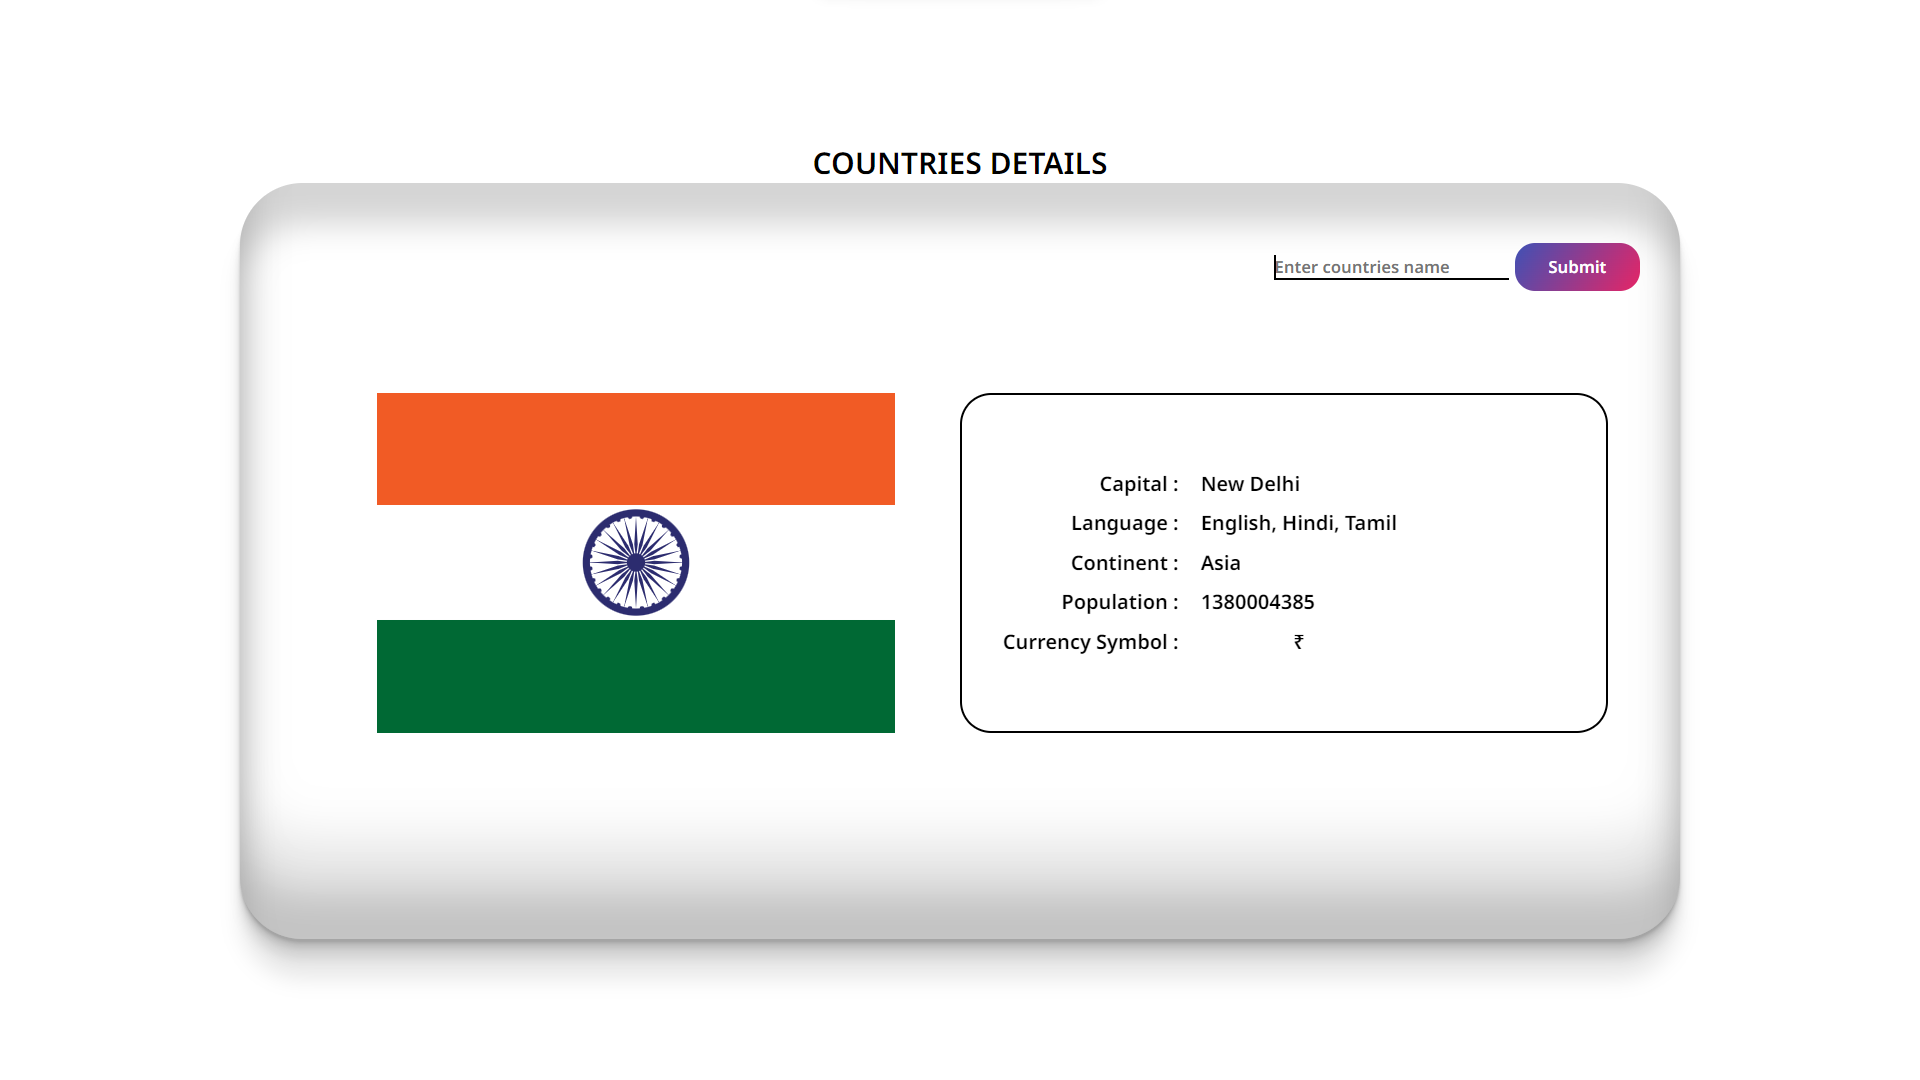 COUNTRIES DETAILS
Enter countries name
Submit
Capital : New Delhi
Language : English, Hindi, Tamil
Continent : Asia
Population : 1380004385
Currency Symbol : ₹